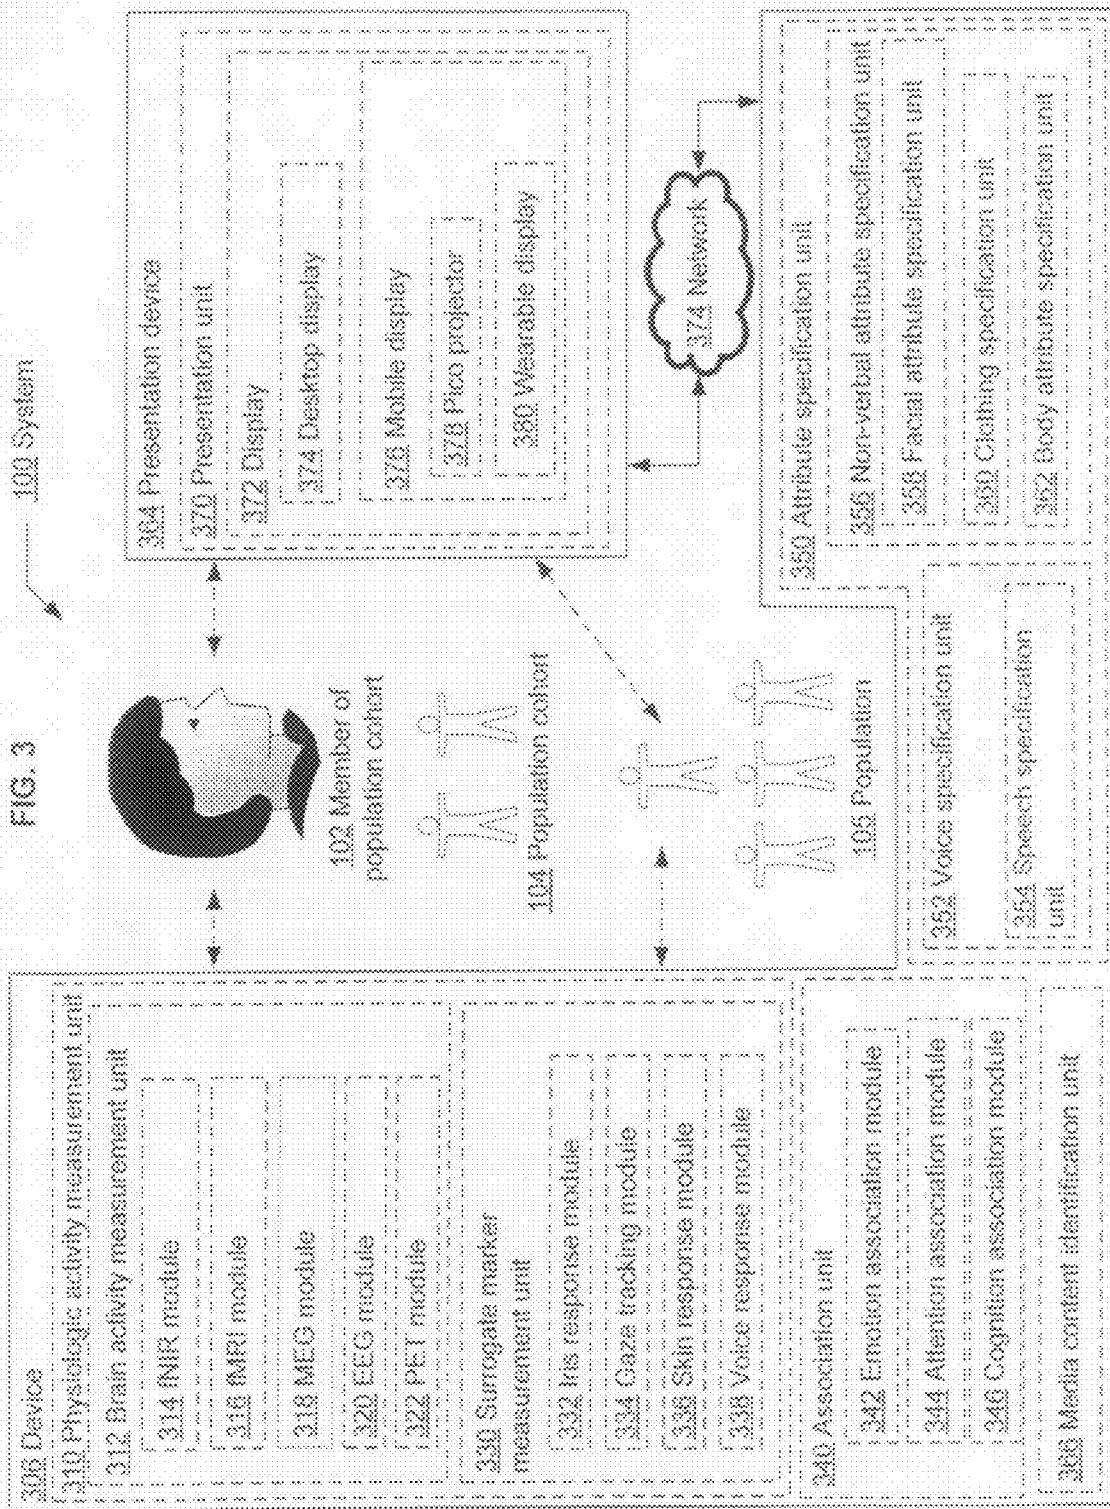 FIG. 3
100 System
306 Device
310 Physiologic activity measurement unit
312 Brain activity measurement unit
314 fNIR module
316 fMRI module
318 MEG module
320 EEG module
322 PET module
330 Surrogate marker
measurement unit
332 Iris response module
334 Gaze tracking module
336 Skin response module
338 Voice response module
340 Association unit
342 Emotion association module
344 Attention association module
346 Cognition association module
366 Media content identification unit
102 Member of
population cohort
104 Population cohort
105 Population
364 Presentation device
370 Presentation unit
372 Display
374 Desktop display
376 Mobile display
378 Pico projector
380 Wearable display
374 Network
350 Attribute specification unit
352 Voice specification unit
354 Speech specification
unit
356 Non-verbal attribute specification unit
358 Facial attribute specification unit
360 Clothing specification unit
362 Body attribute specification unit